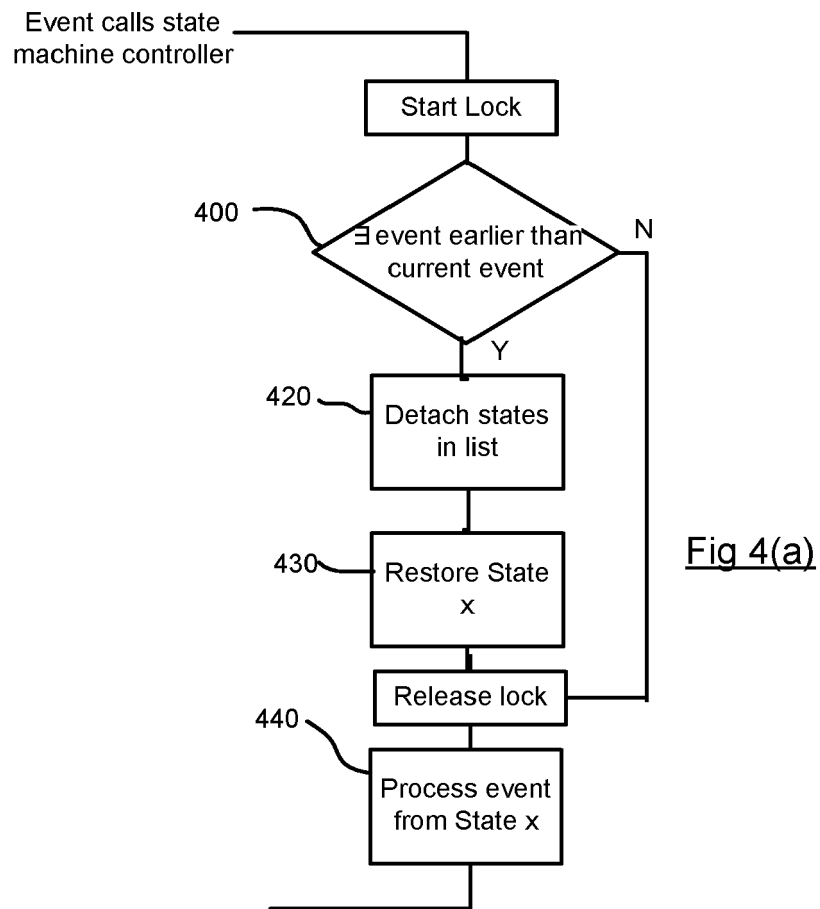 Event calls state
machine controller
Start Lock
400
∃ event earlier than
current event
N
Y
420
Detach states
in list
430
Restore State
x
Fig 4(a)
Release lock
440
Process event
from State x